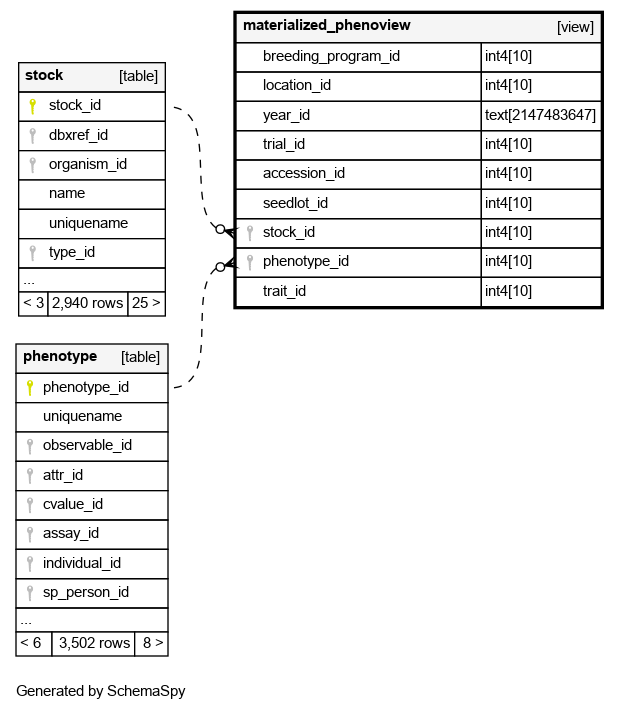 materialized_phenoview [view]
breeding_program_id int4[10]
location_id int4[10]
year_id text[2147483647]
trial_id int4[10]
accession_id int4[10]
seedlot_id int4[10]
stock_id int4[10]
phenotype_id int4[10]
trait_id int4[10]
stock [table]
stock_id
dbxref_id
organism_id
name
uniquename
type_id
...
< 3 2,940 rows 25 >
phenotype [table]
phenotype_id
uniquename
observable_id
attr_id
cvalue_id
assay_id
individual_id
sp_person_id
...
< 6 3,502 rows 8 >
Generated by SchemaSpy